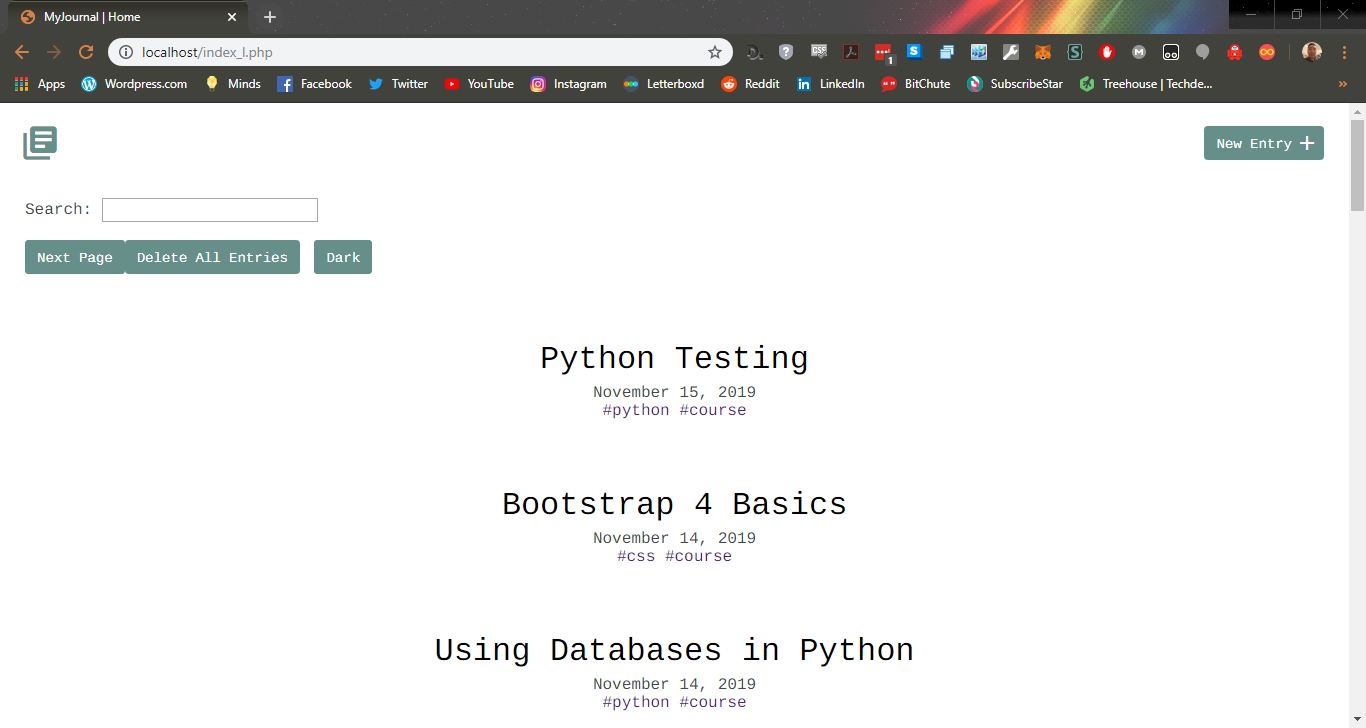 MyJournal | Home
localhost/index_l.php
CSS
1
Apps Wordpress.com Minds Facebook Twitter YouTube Instagram Letterboxd Reddit LinkedIn BitChute SubscribeStar Treehouse | Techde...
New Entry
Search:
Next Page Delete All Entries Dark
Python Testing
November 15, 2019
#python #course
Bootstrap 4 Basics
November 14, 2019
#css #course
Using Databases in Python
November 14, 2019
#python #course